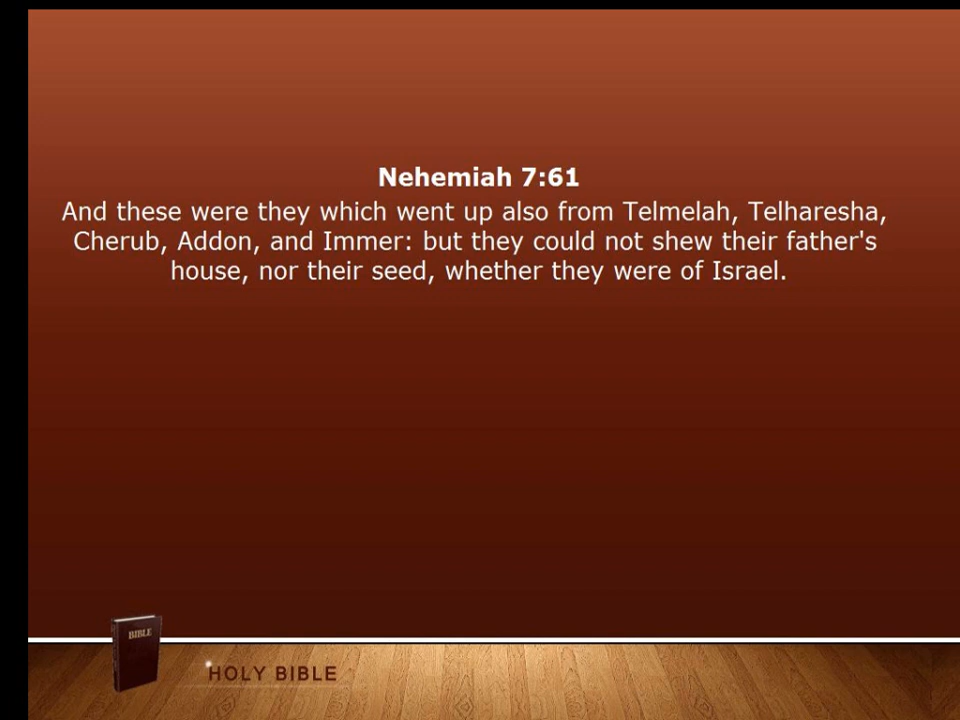 Nehemiah 7:61
And these were they which went up also from Telmelah, Telharesha,
Cherub, Addon, and Immer: but they could not shew their father's
house, nor their seed, whether they were of Israel.
BIBLE
HOLY BIBLE